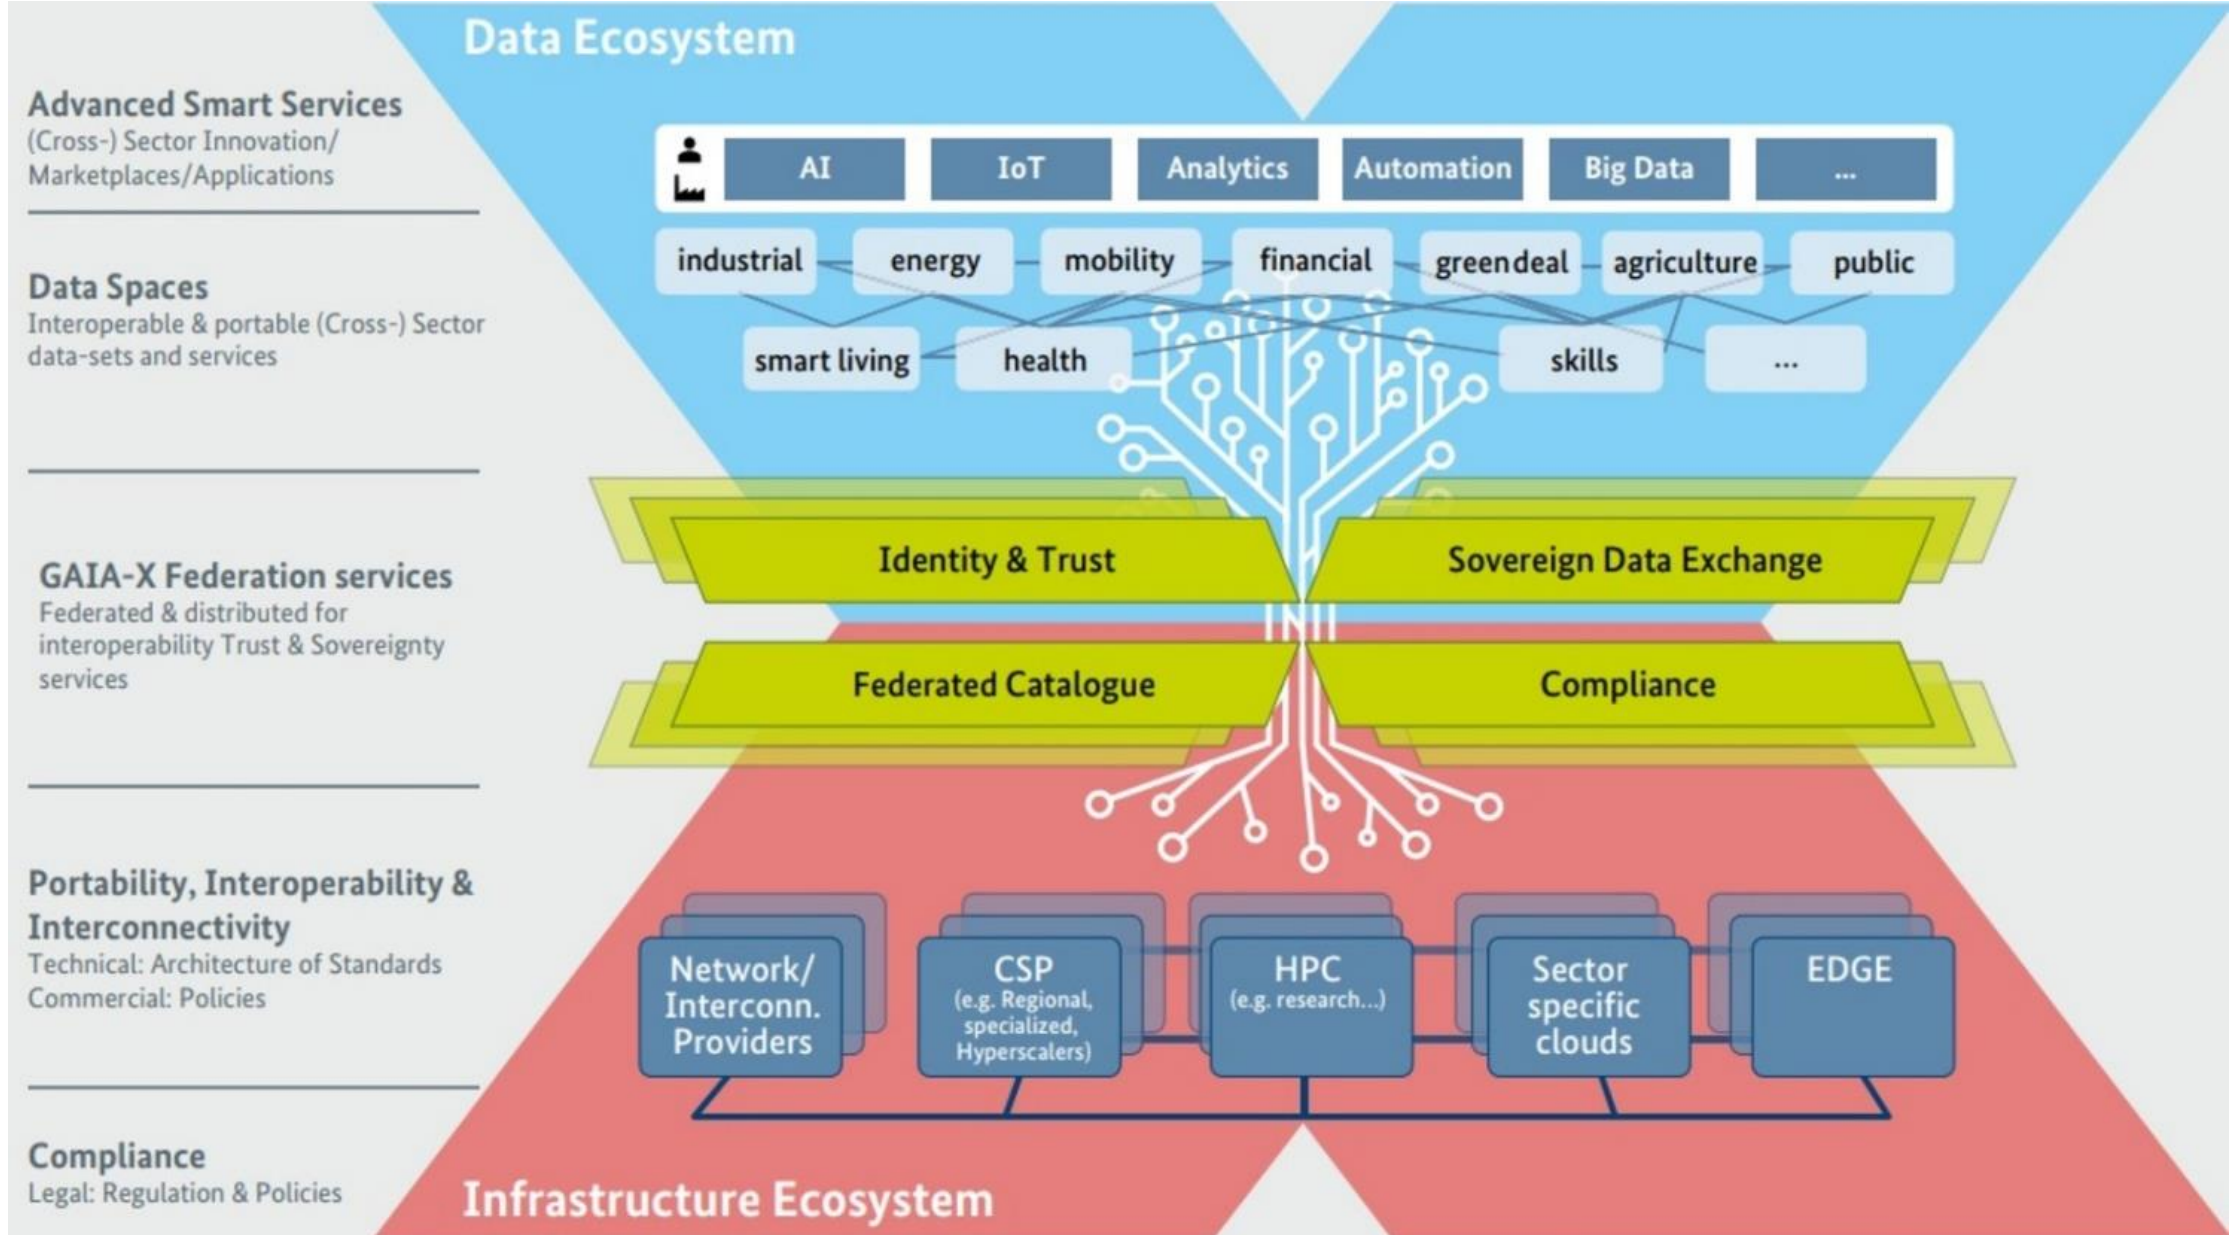 Data Ecosystem
Advanced Smart Services
(Cross-) Sector Innovation/
Marketplaces/Applications
AI
IoT
Analytics
Automation
Big Data
...
industrial
energy
mobility
financial
greendeal
agriculture
public
Data Spaces
Interoperable & portable (Cross-) Sector
data-sets and services
smart living
health
skills
...
GAIA-X Federation services
Federated & distributed for
interoperability Trust & Sovereignty
services
Identity & Trust
Sovereign Data Exchange
Federated Catalogue
Compliance
Portability, Interoperability &
Interconnectivity
Technical: Architecture of Standards
Commercial: Policies
Network/
Interconn.
Providers
CSP
(e.g. Regional,
specialized,
Hyperscalers)
HPC
(e.g. research...)
Sector
specific
clouds
EDGE
Compliance
Legal: Regulation & Policies
Infrastructure Ecosystem